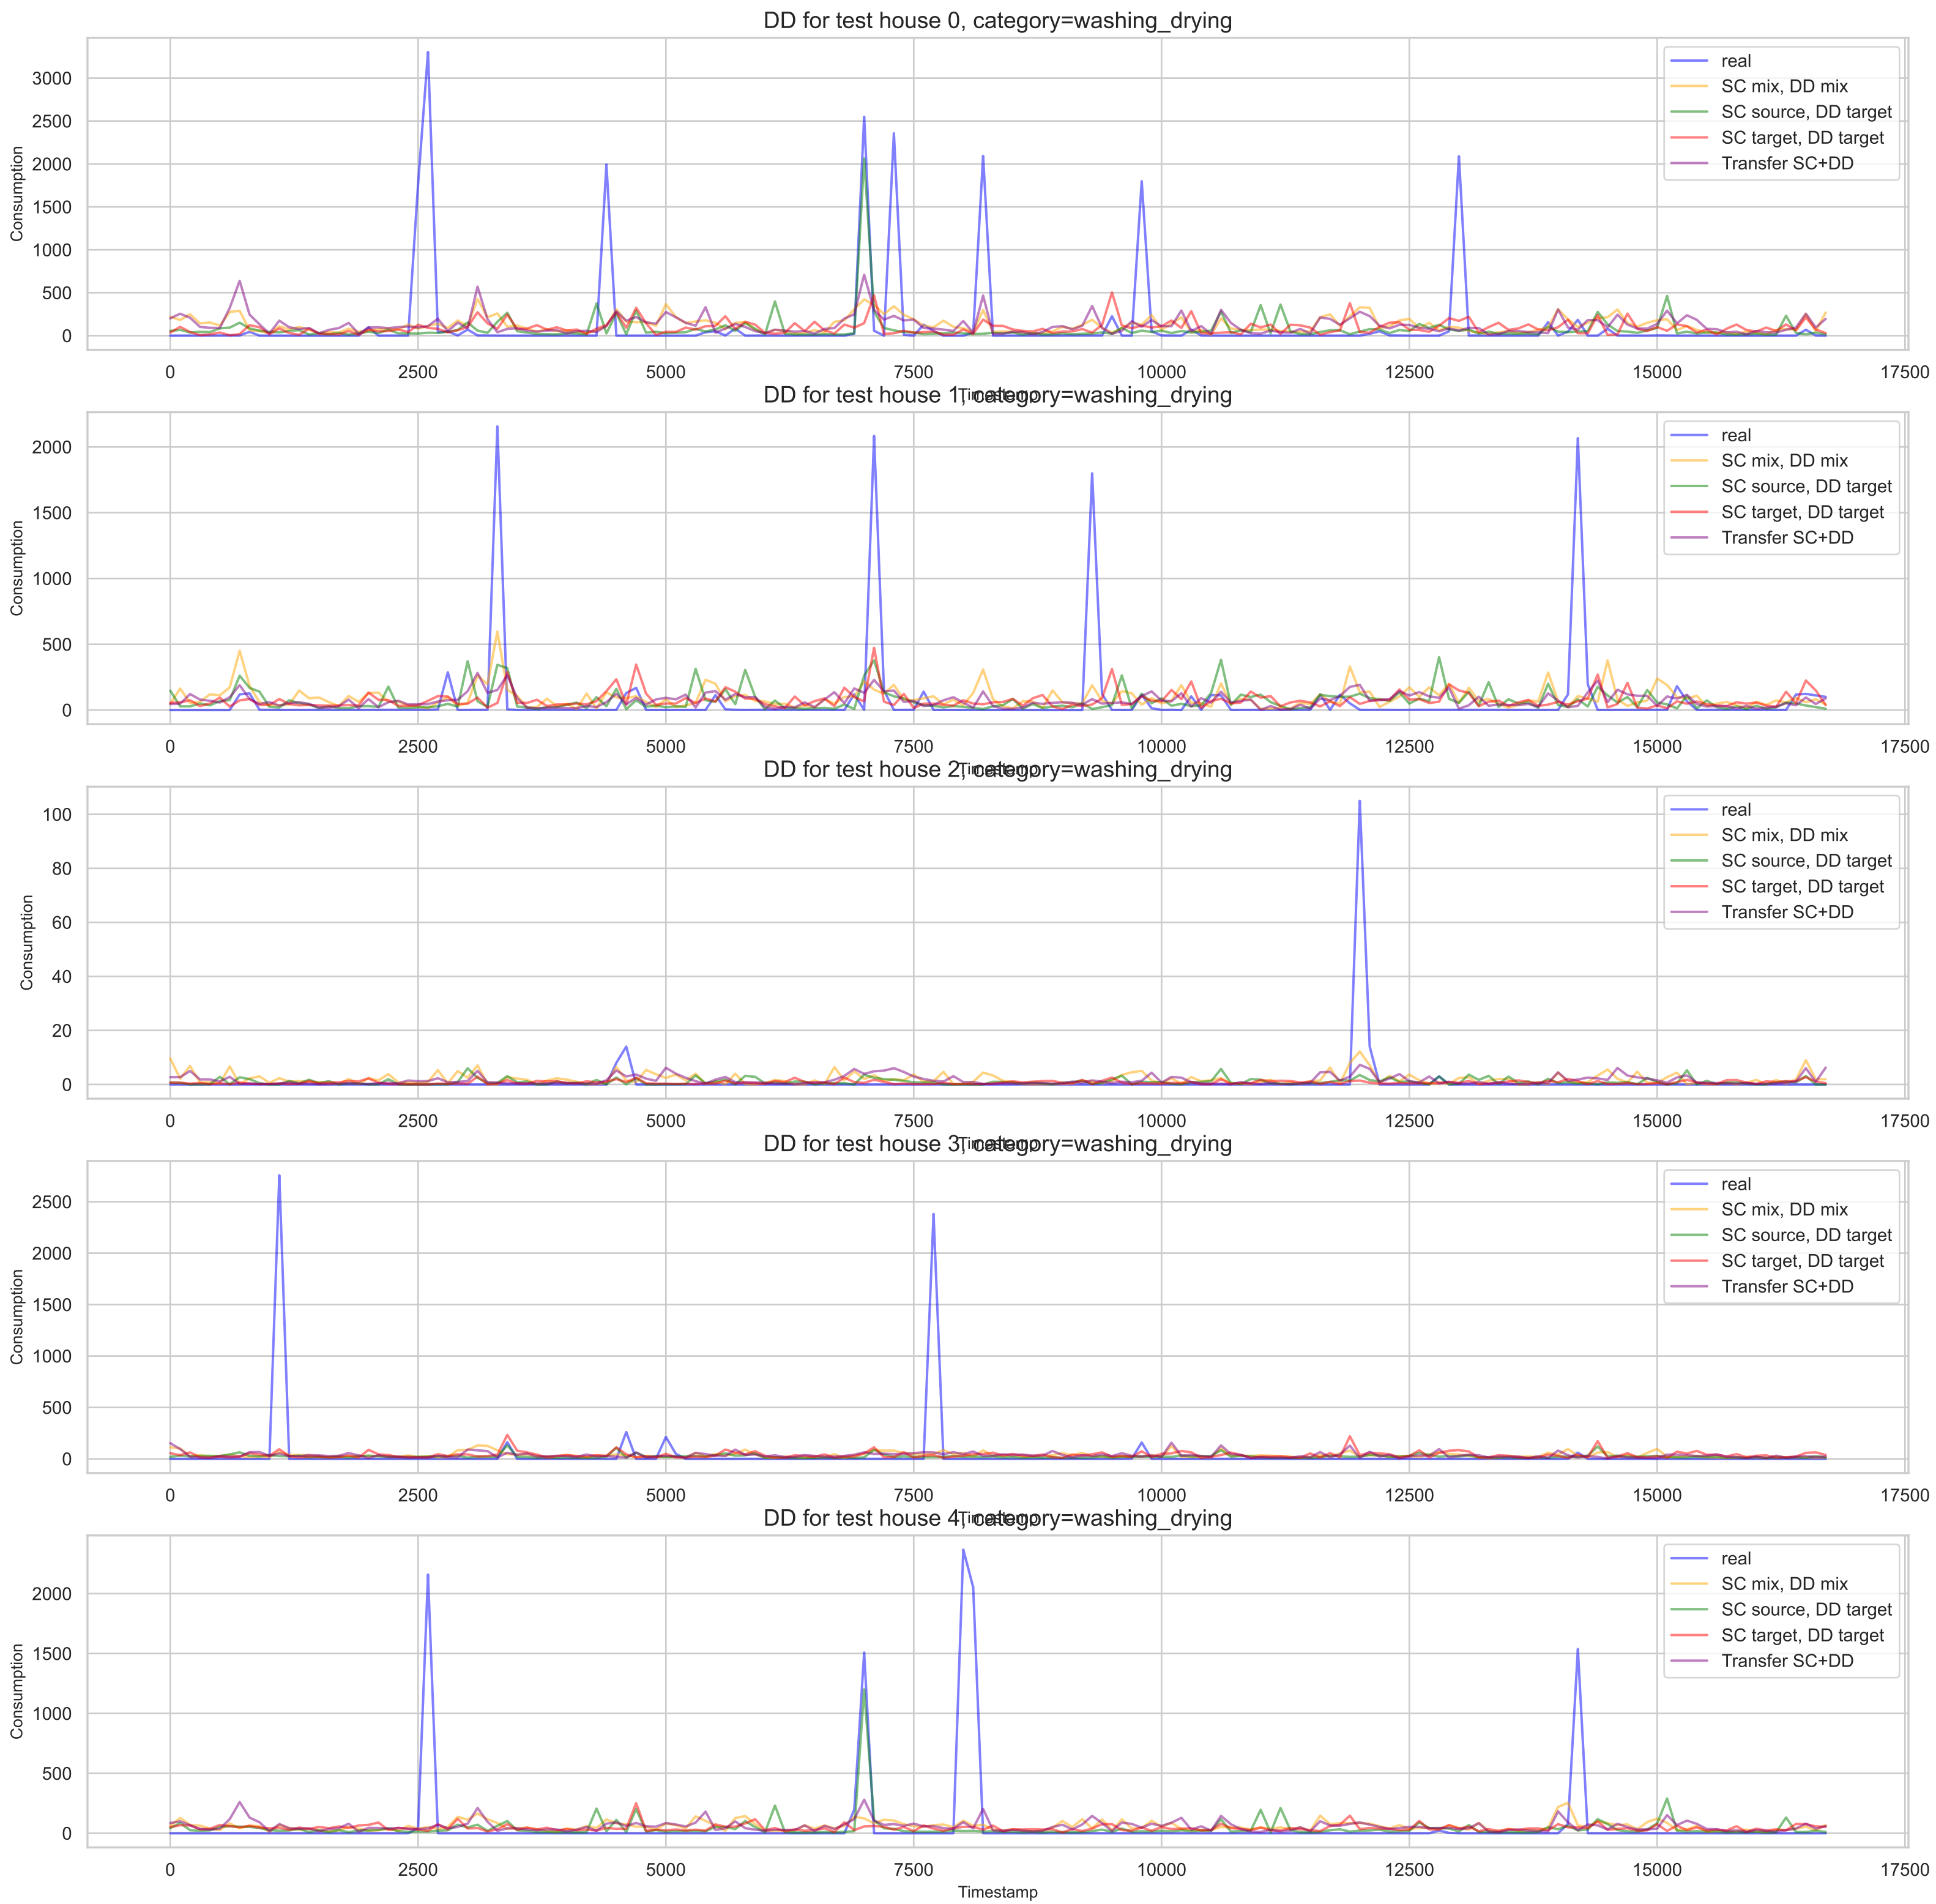 DD for test house 0, category=washing_drying
Consumption
3000
2500
2000
1500
1000
500
0
real
SC mix, DD mix
SC source, DD target
SC target, DD target
Transfer SC+DD
0 2500 5000 7500 10000 12500 15000 17500
Timestamp
DD for test house 1, category=washing_drying
Consumption
2000
1500
1000
500
0
real
SC mix, DD mix
SC source, DD target
SC target, DD target
Transfer SC+DD
0 2500 5000 7500 10000 12500 15000 17500
Timestamp
DD for test house 2, category=washing_drying
Consumption
100
80
60
40
20
0
real
SC mix, DD mix
SC source, DD target
SC target, DD target
Transfer SC+DD
0 2500 5000 7500 10000 12500 15000 17500
Timestamp
DD for test house 3, category=washing_drying
Consumption
2500
2000
1500
1000
500
0
real
SC mix, DD mix
SC source, DD target
SC target, DD target
Transfer SC+DD
0 2500 5000 7500 10000 12500 15000 17500
Timestamp
DD for test house 4, category=washing_drying
Consumption
2000
1500
1000
500
0
real
SC mix, DD mix
SC source, DD target
SC target, DD target
Transfer SC+DD
0 2500 5000 7500 10000 12500 15000 17500
Timestamp